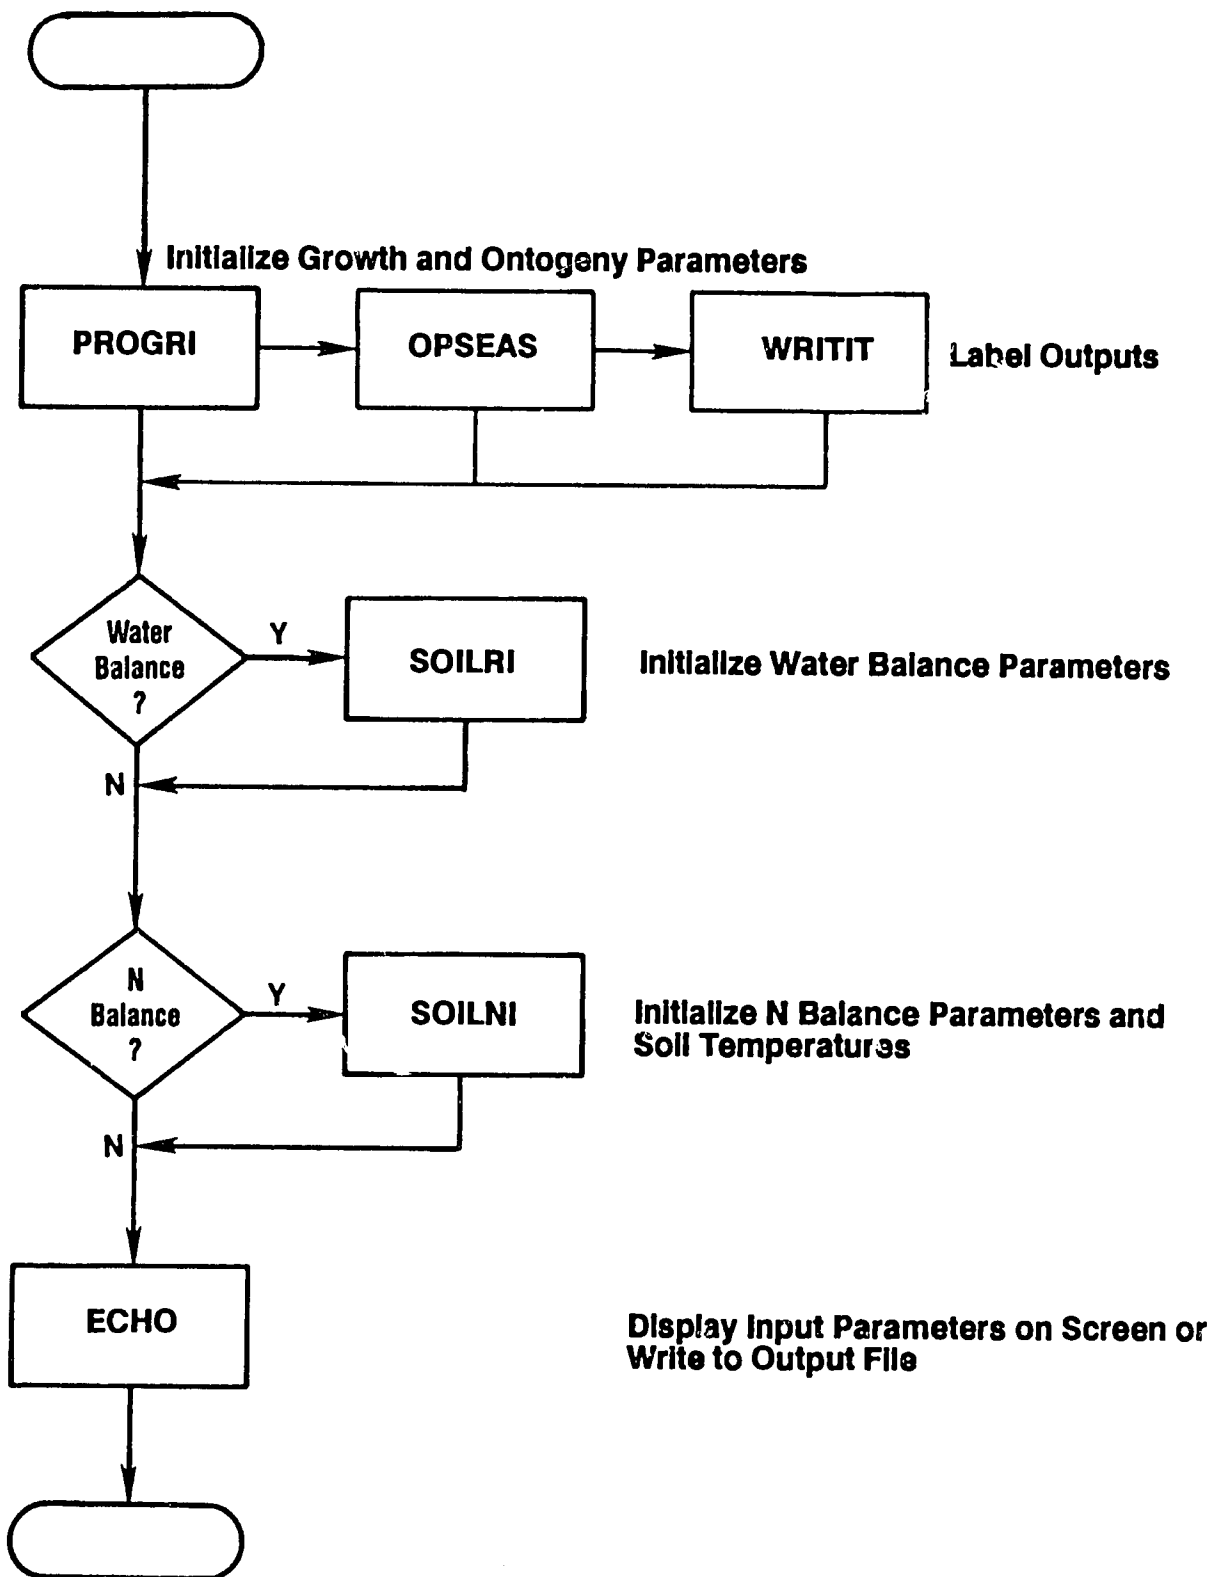 Initialize Growth and Ontogeny Parameters
PROGRI
OPSEAS
WRITIT
Label Outputs
Water
Balance
?
Y
SOILRI
Initialize Water Balance Parameters
N
N
Balance
?
Y
SOILNI
Initialize N Balance Parameters and
Soil Temperatures
N
ECHO
Display Input Parameters on Screen or
Write to Output File